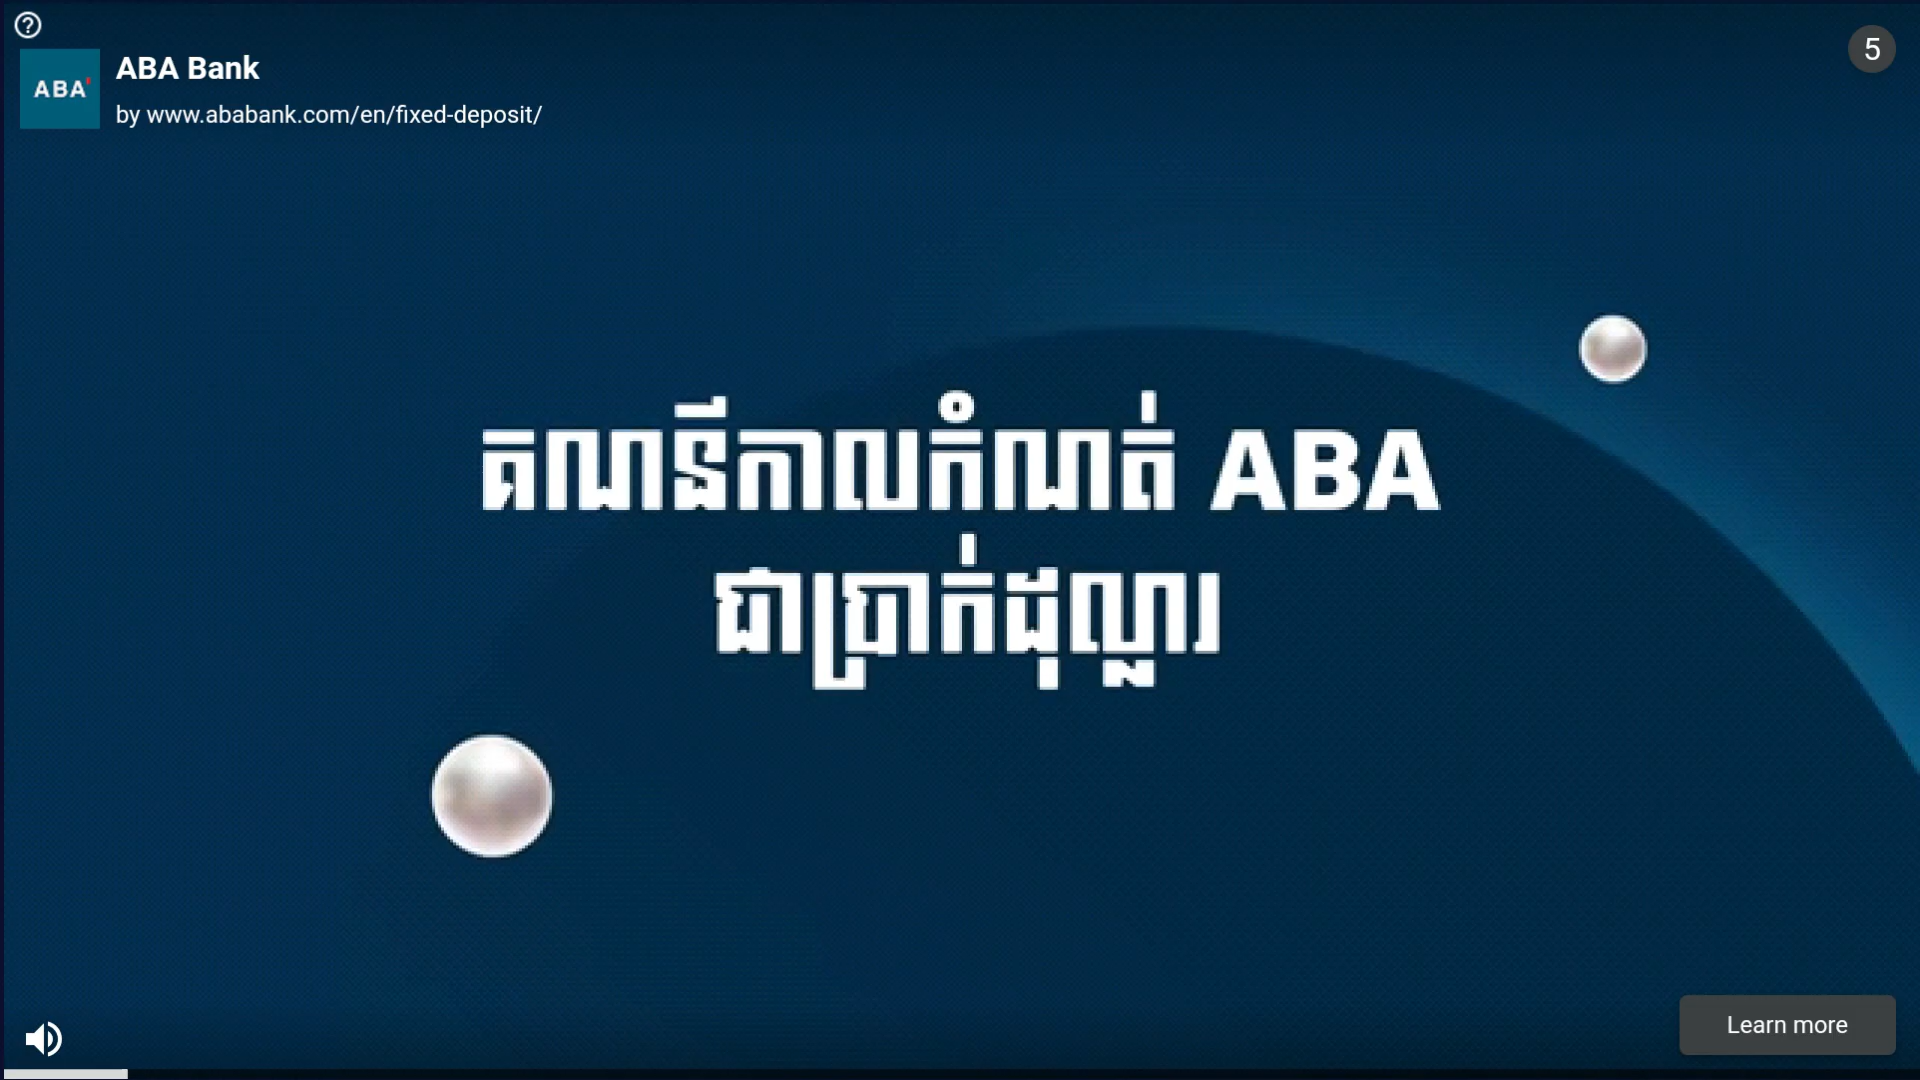 ABA Bank
5
ABA'
by www.ababank.com/en/fixed-deposit/
គណនីកាលកំណត់ ABA
ជាប្រាក់ដុល្លារ
Learn more